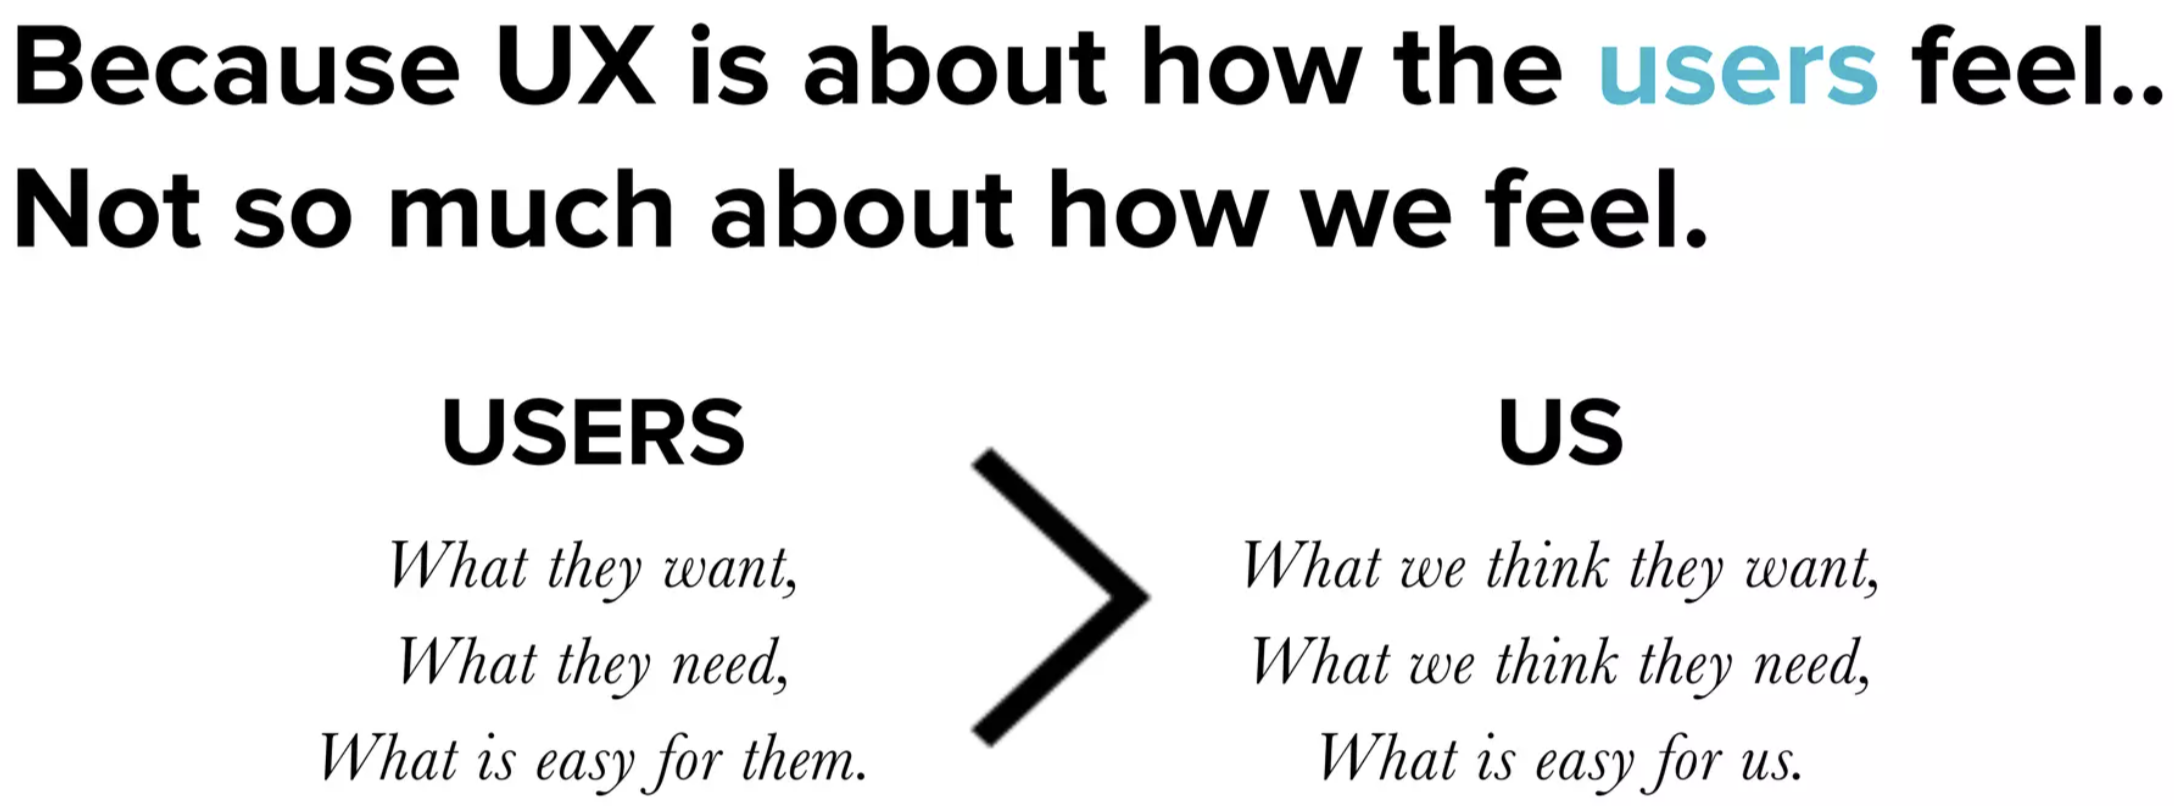 Because UX is about how the users feel..
Not so much about how we feel.
USERS
What they want,
What they need,
What is easy for them.
>
US
What we think they want,
What we think they need,
What is easy for us.